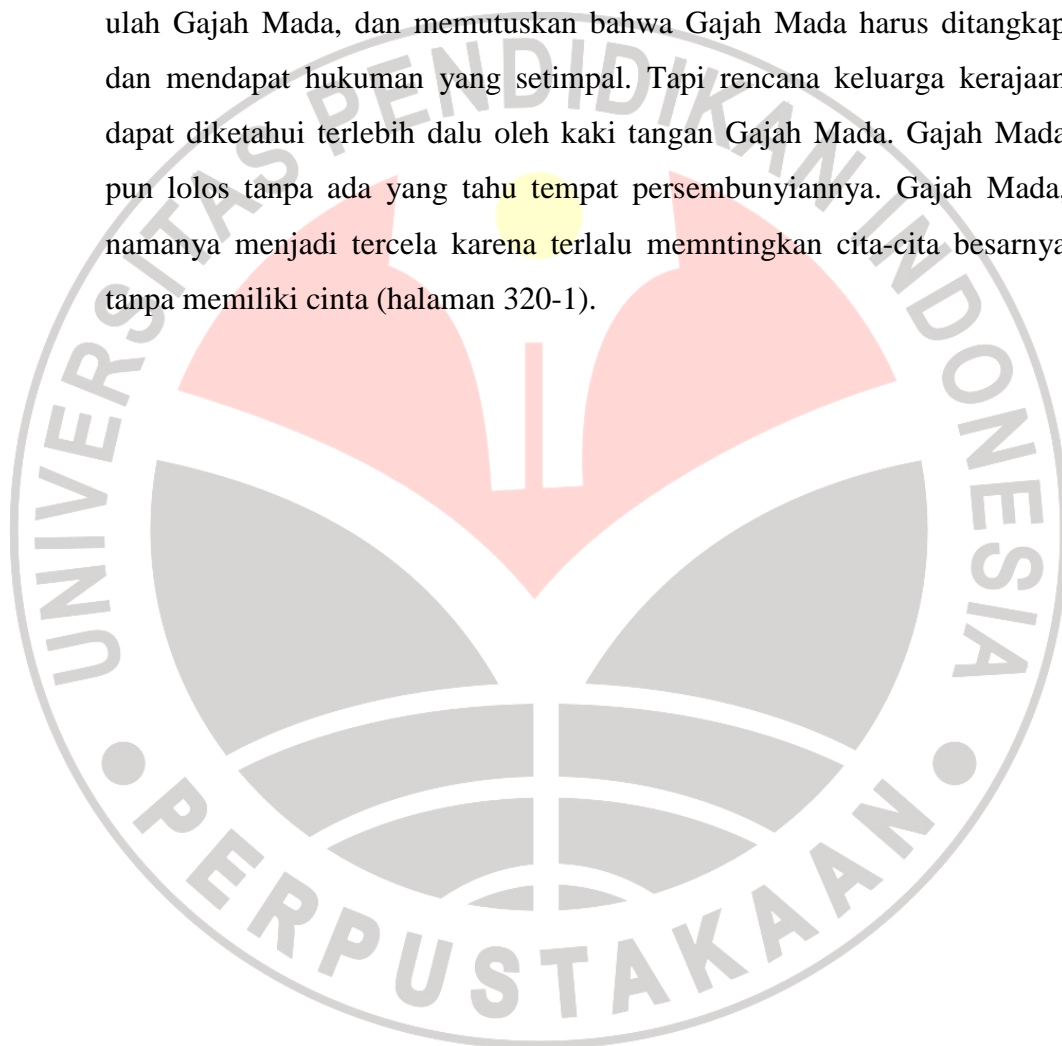 ulah Gajah Mada, dan memutuskan bahwa Gajah Mada harus ditangkap
dan mendapat hukuman yang setimpal. Tapi rencana keluarga kerajaan
dapat diketahui terlebih dalu oleh kaki tangan Gajah Mada. Gajah Mada
pun lolos tanpa ada yang tahu tempat persembunyiannya. Gajah Mada,
namanya menjadi tercela karena terlalu memntingkan cita-cita besarnya
tanpa memiliki cinta (halaman 320-1).
UNIVERSITAS PENDIDIKAN INDONESIA
PERPUSTAKAAN